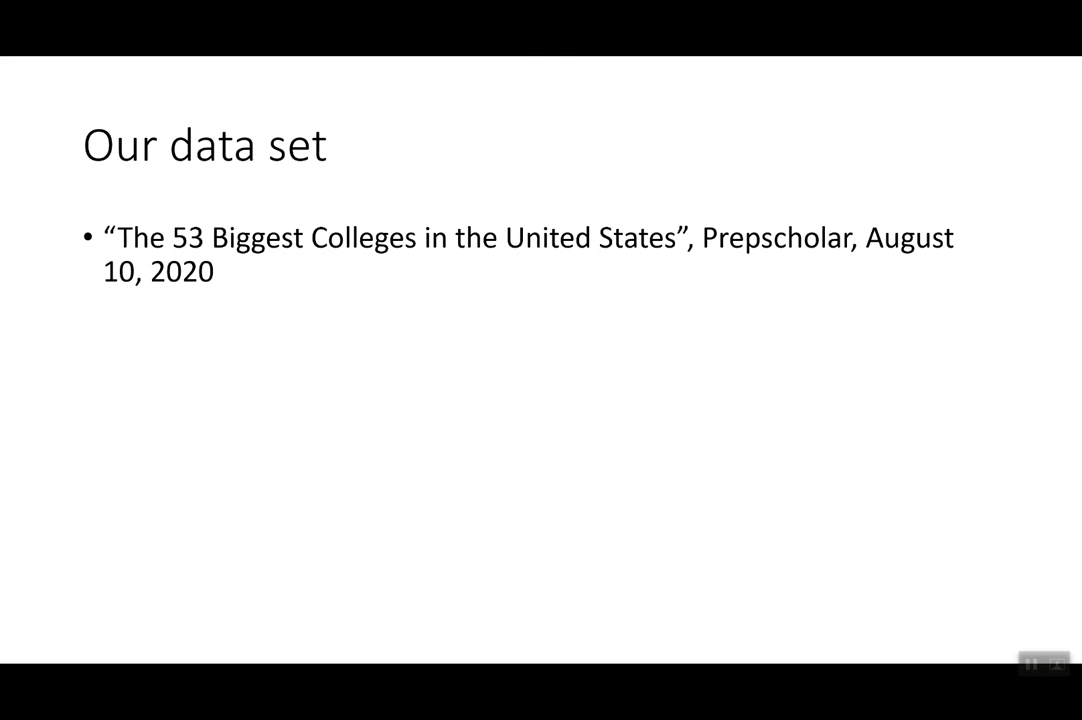 Our data set
• “The 53 Biggest Colleges in the United States”, Prepscholar, August
10, 2020